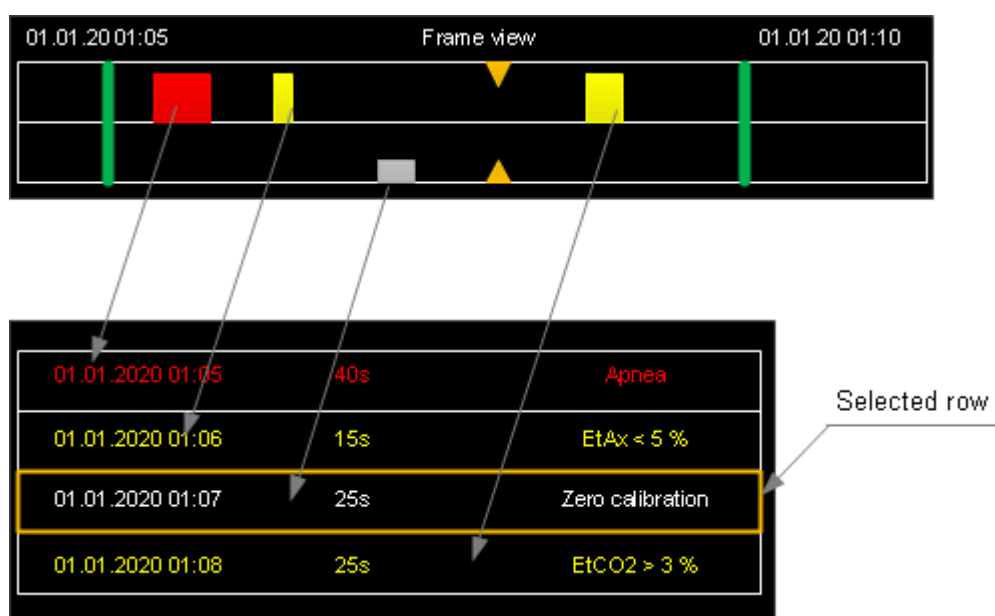 01.01.20 01:05 Frame view 01.01 20 01:10
01.01.2020 01:05 40s Apnea
Selected row
01.01.2020 01:06 15s EtAx < 5 %
01.01.2020 01:07 25s Zero calibration
01.01.2020 01:08 25s EtCO2 > 3 %